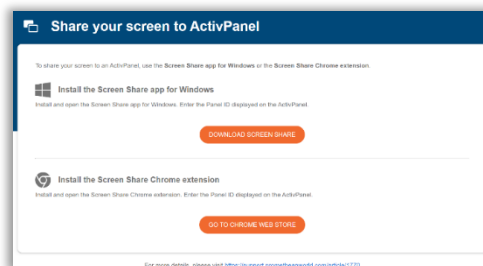 Share your screen to ActivPanel
To share your screen to an ActivPanel, use the Screen Share app for Windows or the Screen Share Chrome extension
Install the Screen Share app for Windows
Install and open the Screen Share app for Windows. Enter the Panel ID displayed on the ActivPanel.
DOWNLOAD SCREEN SHARE
Install the Screen Share Chrome extension
Install and open the Screen Share Chrome extension. Enter the Panel ID displayed on the ActivPanel.
GO TO CHROME WEB STORE
For more details, please visit